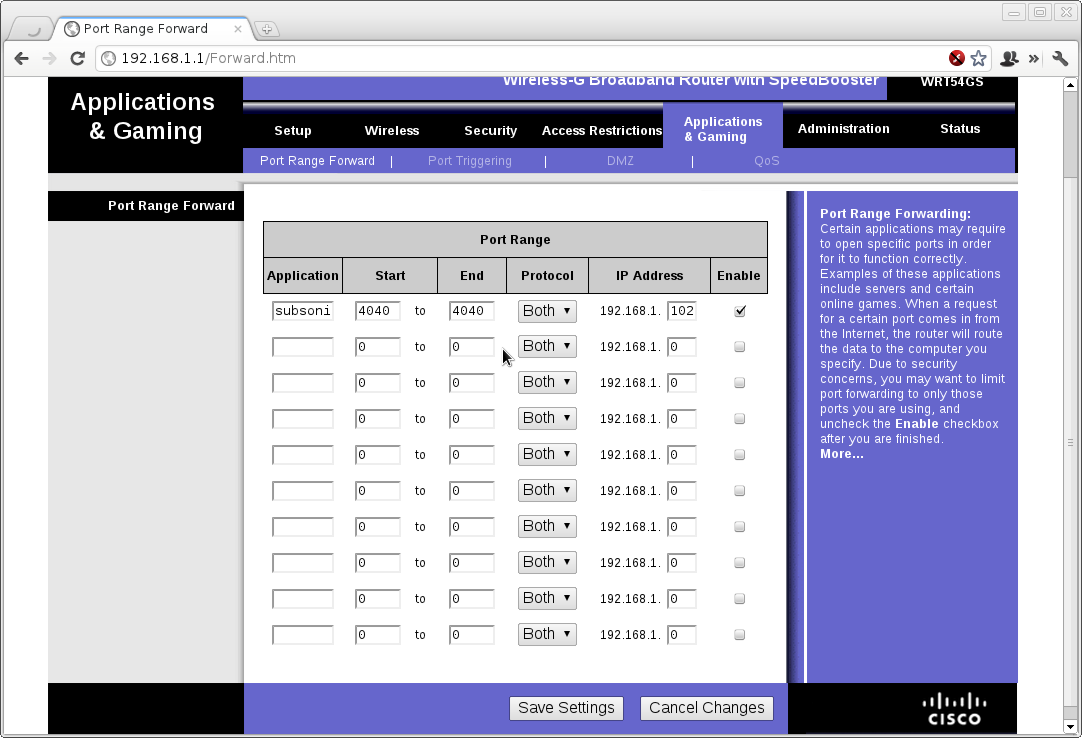 Port Range Forward
192.168.1.1/Forward.htm
Wireless-G Broadband Router with SpeedBooster
WRT54GS
Applications
& Gaming
Setup
Wireless
Security
Access Restrictions
Applications
& Gaming
Administration
Status
Port Range Forward | Port Triggering | DMZ | QoS
Port Range Forward
Port Range
Application Start End Protocol IP Address Enable
subsoni 4040 to 4040 Both 192.168.1. 102
0 to 0 Both 192.168.1. 0
0 to 0 Both 192.168.1. 0
0 to 0 Both 192.168.1. 0
0 to 0 Both 192.168.1. 0
0 to 0 Both 192.168.1. 0
0 to 0 Both 192.168.1. 0
0 to 0 Both 192.168.1. 0
0 to 0 Both 192.168.1. 0
0 to 0 Both 192.168.1. 0
Port Range Forwarding:
Certain applications may require
to open specific ports in order
for it to function correctly.
Examples of these applications
include servers and certain
online games. When a request
for a certain port comes in from
the Internet, the router will route
the data to the computer you
specify. Due to security
concerns, you may want to limit
port forwarding to only those
ports you are using, and
uncheck the Enable checkbox
after you are finished.
More...
Save Settings
Cancel Changes
CISCO